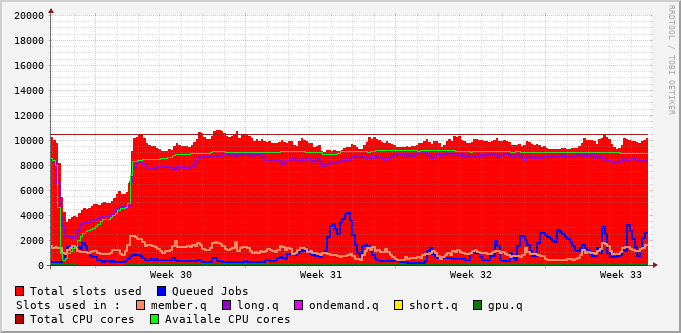 RRDTOOL / TOBI OETIKER
20000
18000
16000
14000
12000
10000
8000
6000
4000
2000
0
Week 30 Week 31 Week 32 Week 33
Total slots used Queued Jobs
Slots used in : member.q long.q ondemand.q short.q gpu.q
Total CPU cores Availale CPU cores